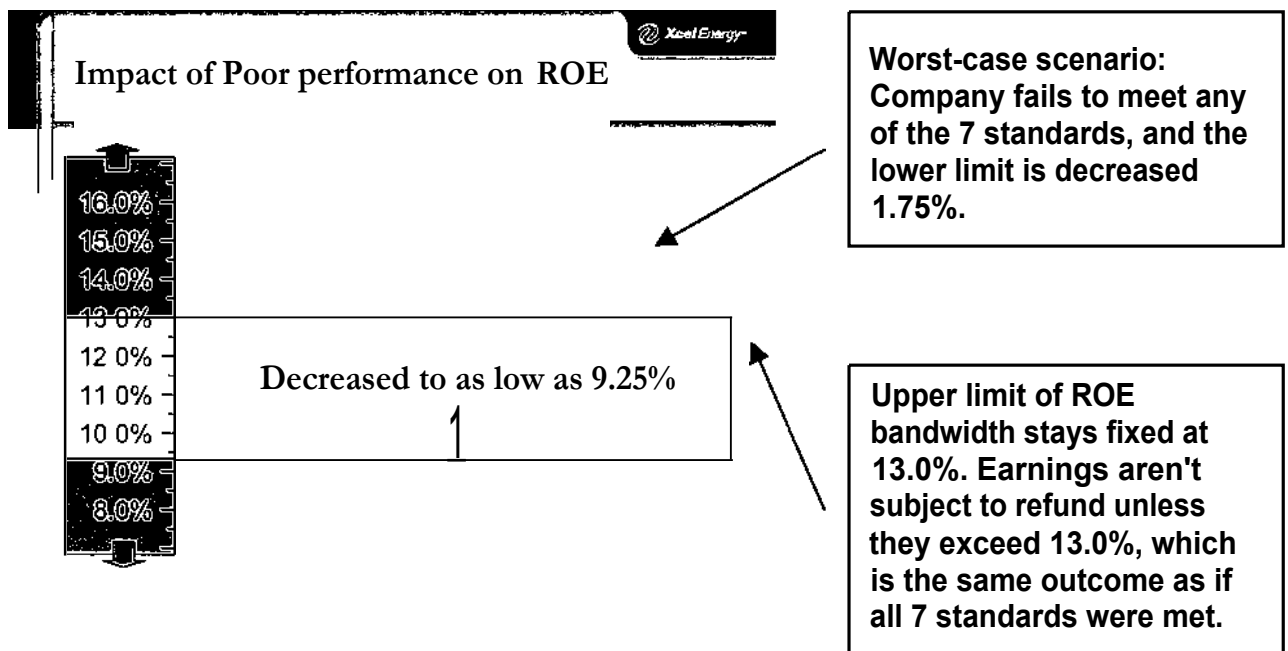 Xcel Energy
Impact of Poor performance on ROE
16.0%
15.0%
14.0%
13 0%
12 0%
11 0%
10 0%
9.0%
8.0%
Decreased to as low as 9.25%
1
Worst-case scenario:
Company fails to meet any
of the 7 standards, and the
lower limit is decreased
1.75%.
Upper limit of ROE
bandwidth stays fixed at
13.0%. Earnings aren't
subject to refund unless
they exceed 13.0%, which
is the same outcome as if
all 7 standards were met.